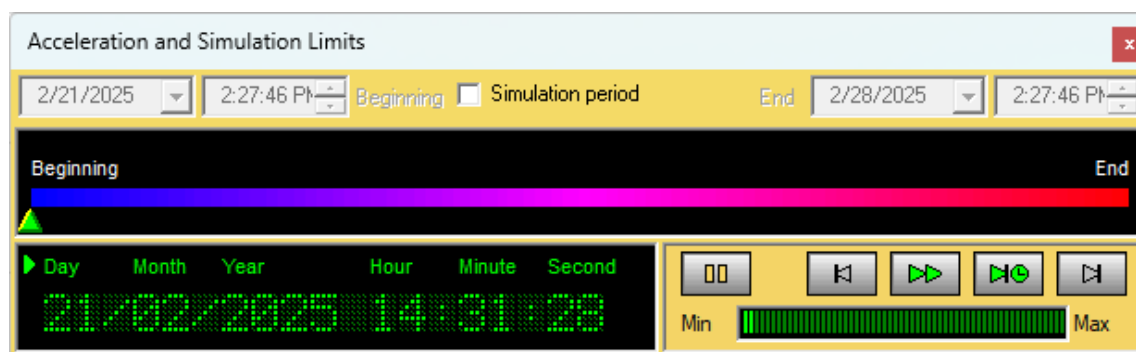 Acceleration and Simulation Limits x
2/21/2025 2:27:46 PM Beginning Simulation period End 2/28/2025 2:27:46 PM
Beginning End
Day Month Year Hour Minute Second
21/02/2025 14:31:28
Min Max